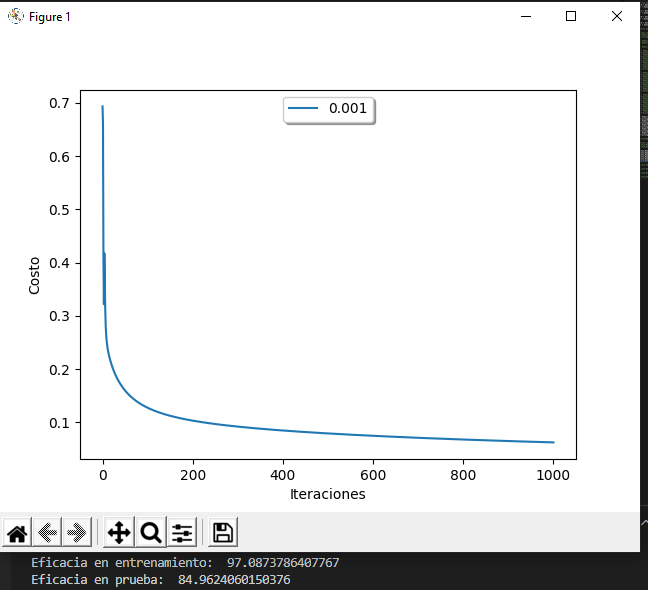 Figure 1
0.001
0.7
0.6
0.5
0.4
0.3
0.2
0.1
Costo
0 200 400 600 800 1000
Iteraciones
Eficacia en entrenamiento: 97.0873786407767
Eficacia en prueba: 84.9624060150376